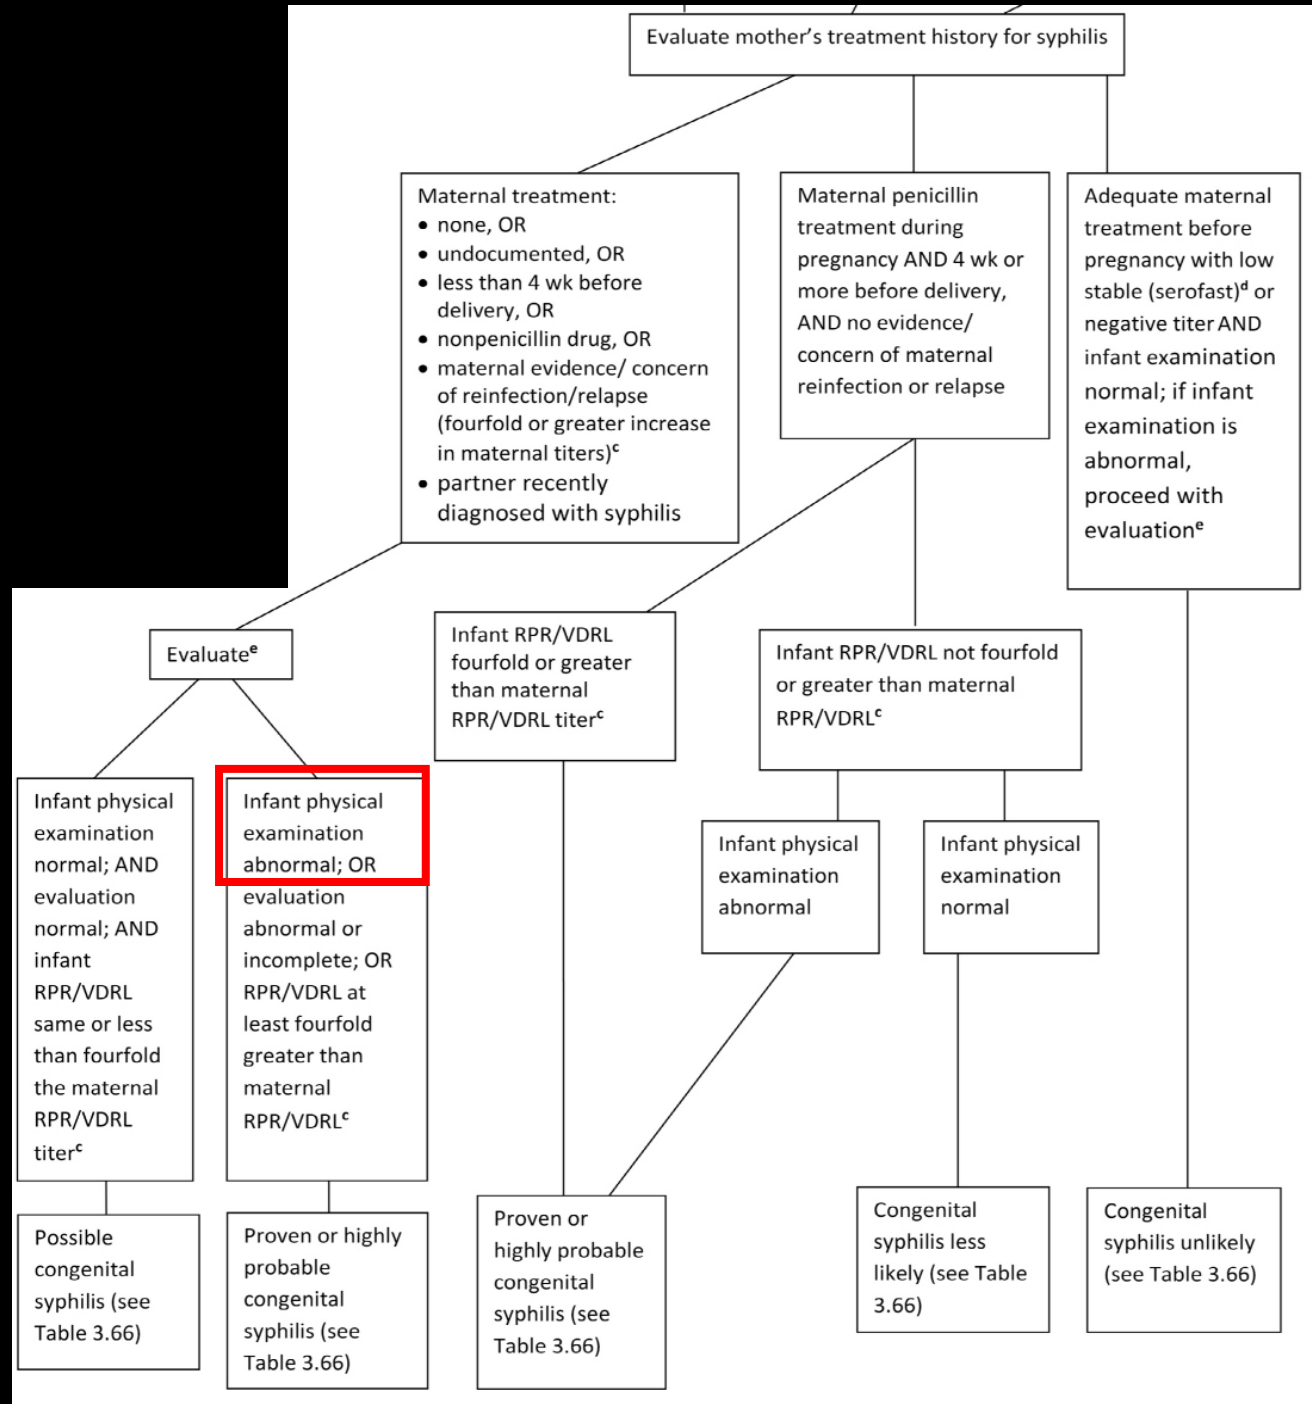 Evaluate mother's treatment history for syphilis
Maternal treatment:
• none, OR
• undocumented, OR
• less than 4 wk before
delivery, OR
• nonpenicillin drug, OR
• maternal evidence/ concern
of reinfection/relapse
(fourfold or greater increase
in maternal titers)c
• partner recently
diagnosed with syphilis
Maternal penicillin
treatment during
pregnancy AND 4 wk or
more before delivery,
AND no evidence/
concern of maternal
reinfection or relapse
Adequate maternal
treatment before
pregnancy with low
stable (serofast)d or
negative titer AND
infant examination
normal; if infant
examination is
abnormal,
proceed with
evaluatione
Evaluatee
Infant RPR/VDRL
fourfold or greater
than maternal
RPR/VDRL titerc
Infant RPR/VDRL not fourfold
or greater than maternal
RPR/VDRLc
Infant physical
examination
normal; AND
evaluation
normal; AND
infant
RPR/VDRL
same or less
than fourfold
the maternal
RPR/VDRL
titerc
Infant physical
examination
abnormal; OR
evaluation
abnormal or
incomplete; OR
RPR/VDRL at
least fourfold
greater than
maternal
RPR/VDRLc
Infant physical
examination
abnormal
Infant physical
examination
normal
Possible
congenital
syphilis (see
Table 3.66)
Proven or highly
probable
congenital
syphilis (see
Table 3.66)
Proven or
highly probable
congenital
syphilis (see
Table 3.66)
Congenital
syphilis less
likely (see Table
3.66)
Congenital
syphilis unlikely
(see Table 3.66)